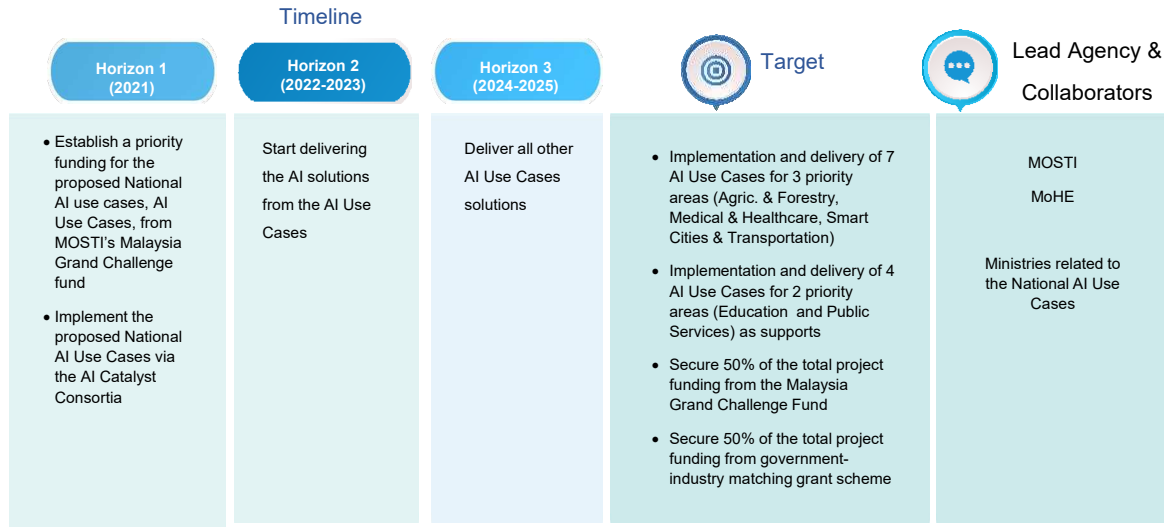 Timeline
Horizon 1
(2021)
Horizon 2
(2022-2023)
Horizon 3
(2024-2025)
Target
Lead Agency &
Collaborators
• Establish a priority
funding for the
proposed National
AI use cases, AI
Use Cases, from
MOSTI’s Malaysia
Grand Challenge
fund
• Implement the
proposed National
AI Use Cases via
the AI Catalyst
Consortia
Start delivering
the AI solutions
from the AI Use
Cases
Deliver all other
AI Use Cases
solutions
• Implementation and delivery of 7
AI Use Cases for 3 priority
areas (Agric. & Forestry,
Medical & Healthcare, Smart
Cities & Transportation)
• Implementation and delivery of 4
AI Use Cases for 2 priority
areas (Education and Public
Services) as supports
• Secure 50% of the total project
funding from the Malaysia
Grand Challenge Fund
• Secure 50% of the total project
funding from government-
industry matching grant scheme
MOSTI
MoHE
Ministries related to
the National AI Use
Cases